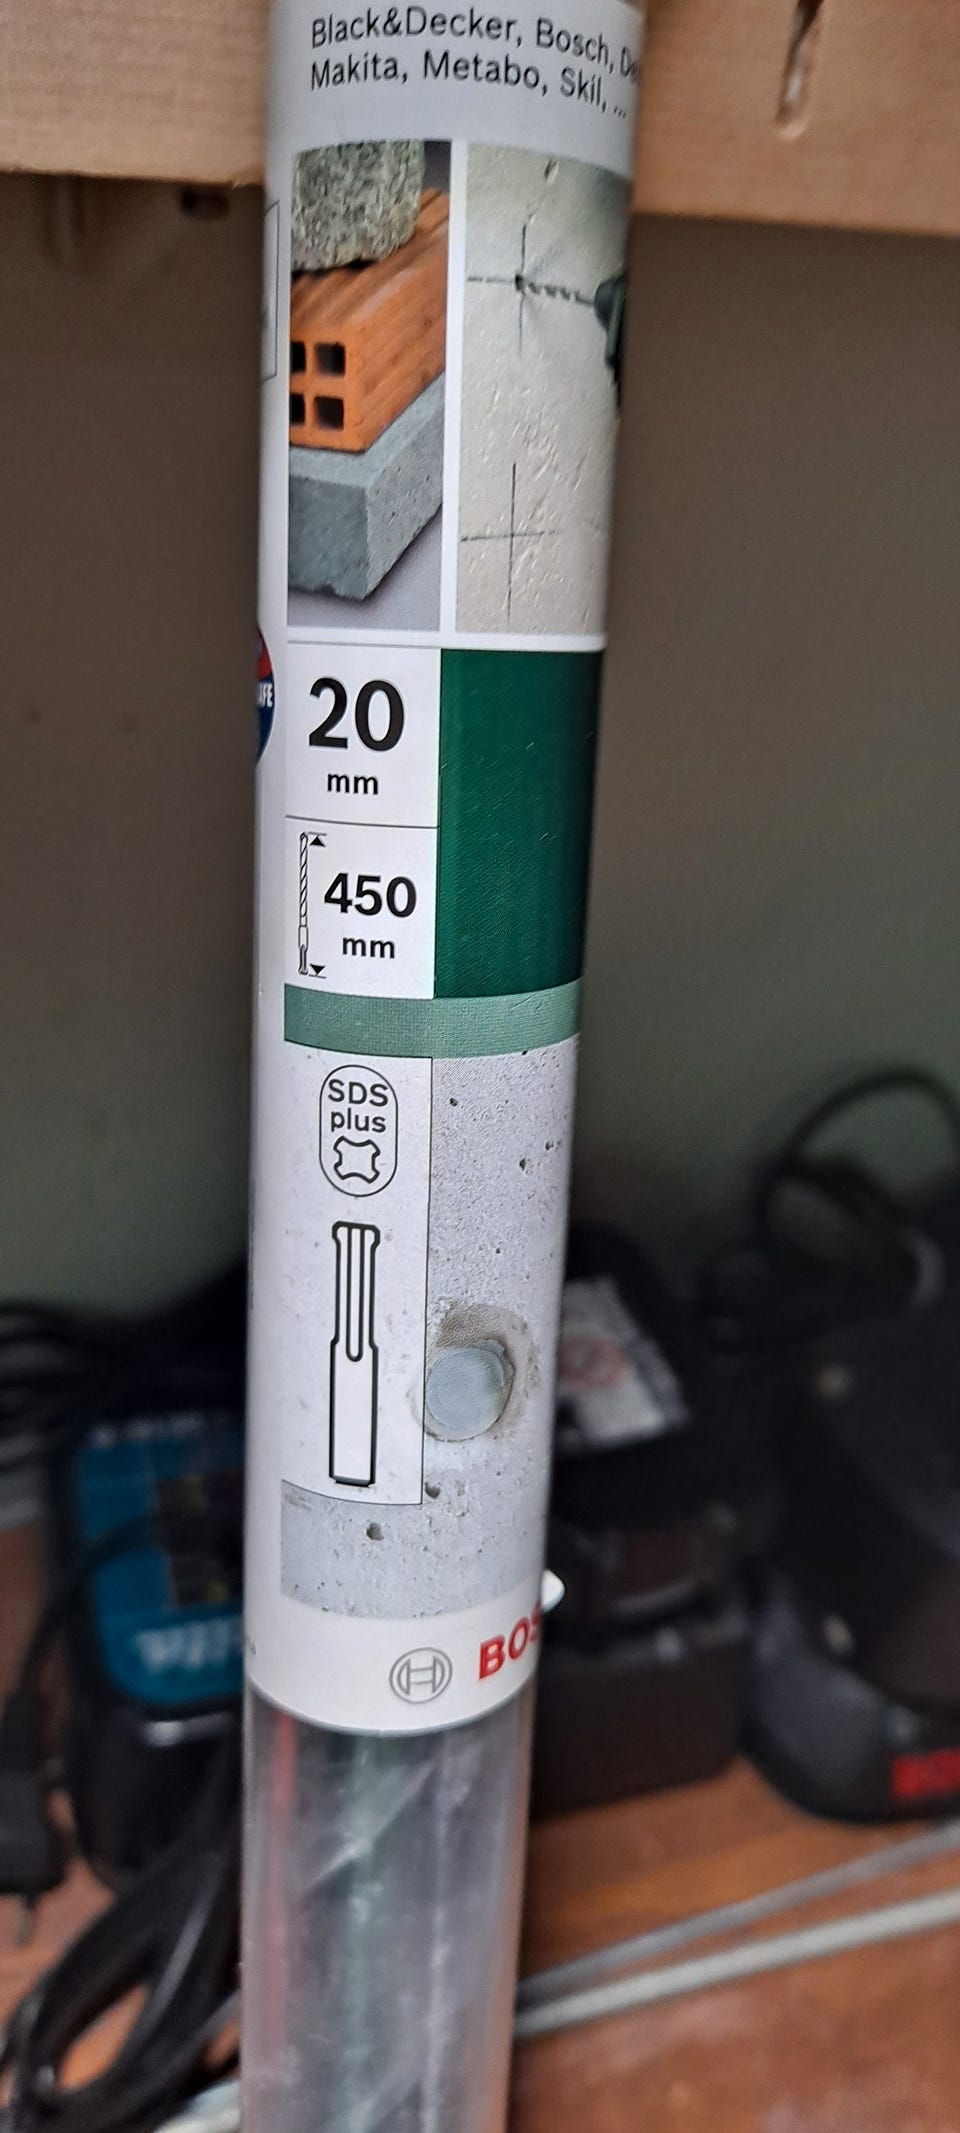 Black&Decker, Bosch,
Makita, Metabo, Skil, ...
20
mm
450
mm
SDS
plus